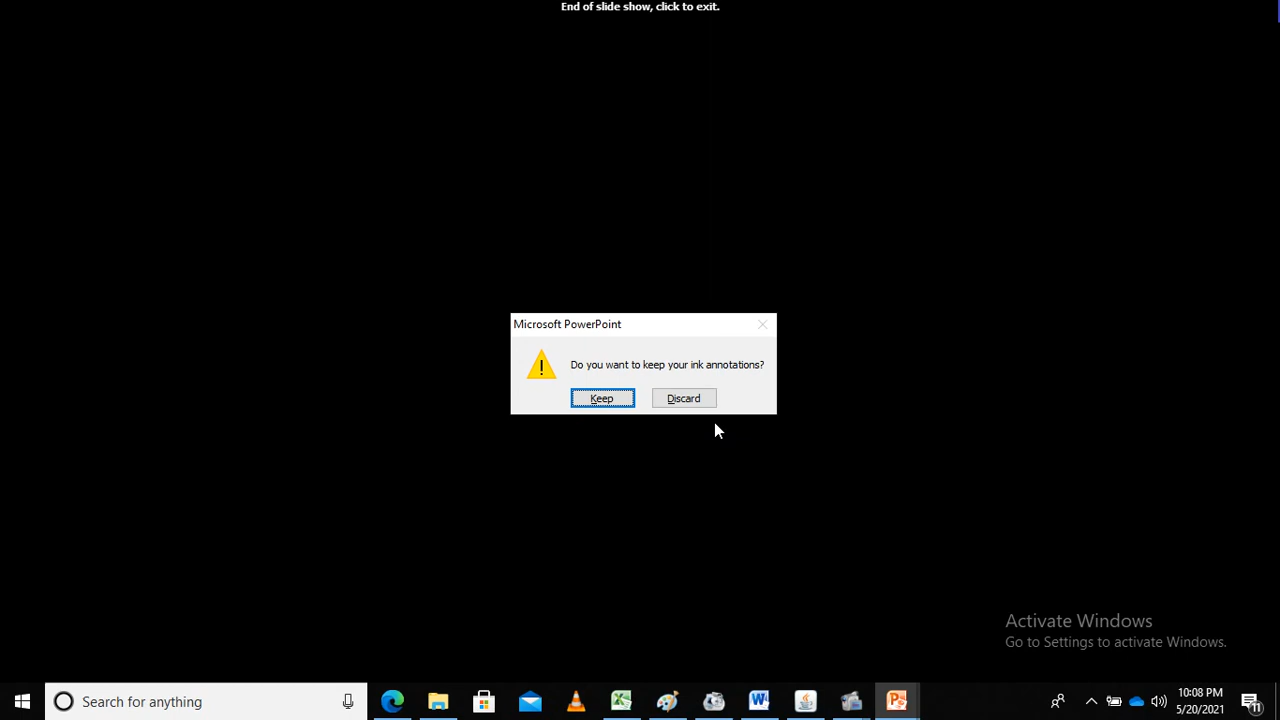 End of slide show, click to exit.
Microsoft PowerPoint
Do you want to keep your ink annotations?
Keep
Discard
Activate Windows
Go to Settings to activate Windows.
Search for anything
10:08 PM
5/20/2021
11